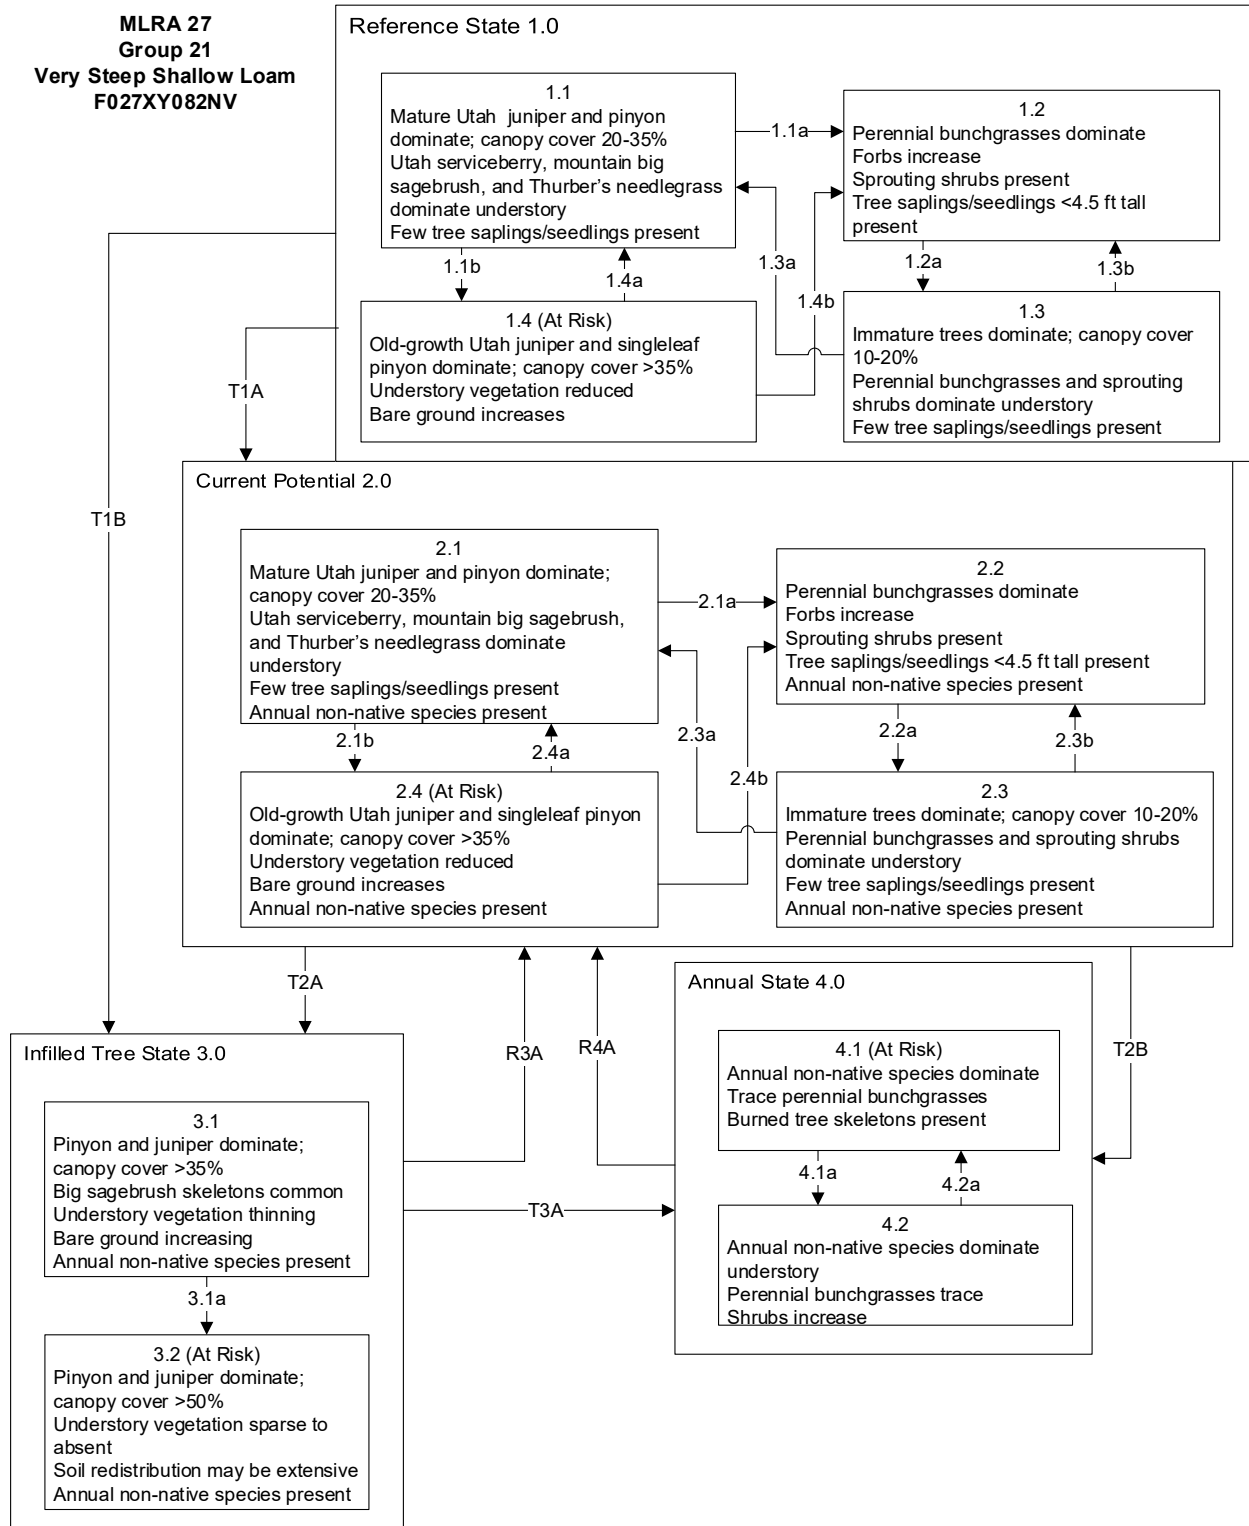 MLRA 27
Group 21
Very Steep Shallow Loam
F027XY082NV
Reference State 1.0
1.1
Mature Utah juniper and pinyon
dominate; canopy cover 20-35%
Utah serviceberry, mountain big
sagebrush, and Thurber's needlegrass
dominate understory
Few tree saplings/seedlings present
1.1a
1.2
Perennial bunchgrasses dominate
Forbs increase
Sprouting shrubs present
Tree saplings/seedlings <4.5 ft tall
present
1.1b
1.4a
1.3a
1.4b
1.2a
1.3b
1.4 (At Risk)
Old-growth Utah juniper and singleleaf
pinyon dominate; canopy cover >35%
Understory vegetation reduced
Bare ground increases
1.3
Immature trees dominate; canopy cover
10-20%
Perennial bunchgrasses and sprouting
shrubs dominate understory
Few tree saplings/seedlings present
T1A
T1B
Current Potential 2.0
2.1
Mature Utah juniper and pinyon dominate;
canopy cover 20-35%
Utah serviceberry, mountain big sagebrush,
and Thurber's needlegrass dominate
understory
Few tree saplings/seedlings present
Annual non-native species present
2.1a
2.2
Perennial bunchgrasses dominate
Forbs increase
Sprouting shrubs present
Tree saplings/seedlings <4.5 ft tall present
Annual non-native species present
2.1b
2.4a
2.3a
2.4b
2.2a
2.3b
2.4 (At Risk)
Old-growth Utah juniper and singleleaf pinyon
dominate; canopy cover >35%
Understory vegetation reduced
Bare ground increases
Annual non-native species present
2.3
Immature trees dominate; canopy cover 10-20%
Perennial bunchgrasses and sprouting shrubs
dominate understory
Few tree saplings/seedlings present
Annual non-native species present
T2A
R3A
R4A
T2B
Infilled Tree State 3.0
3.1
Pinyon and juniper dominate;
canopy cover >35%
Big sagebrush skeletons common
Understory vegetation thinning
Bare ground increasing
Annual non-native species present
3.1a
3.2 (At Risk)
Pinyon and juniper dominate;
canopy cover >50%
Understory vegetation sparse to
absent
Soil redistribution may be extensive
Annual non-native species present
T3A
Annual State 4.0
4.1 (At Risk)
Annual non-native species dominate
Trace perennial bunchgrasses
Burned tree skeletons present
4.1a
4.2a
4.2
Annual non-native species dominate
understory
Perennial bunchgrasses trace
Shrubs increase